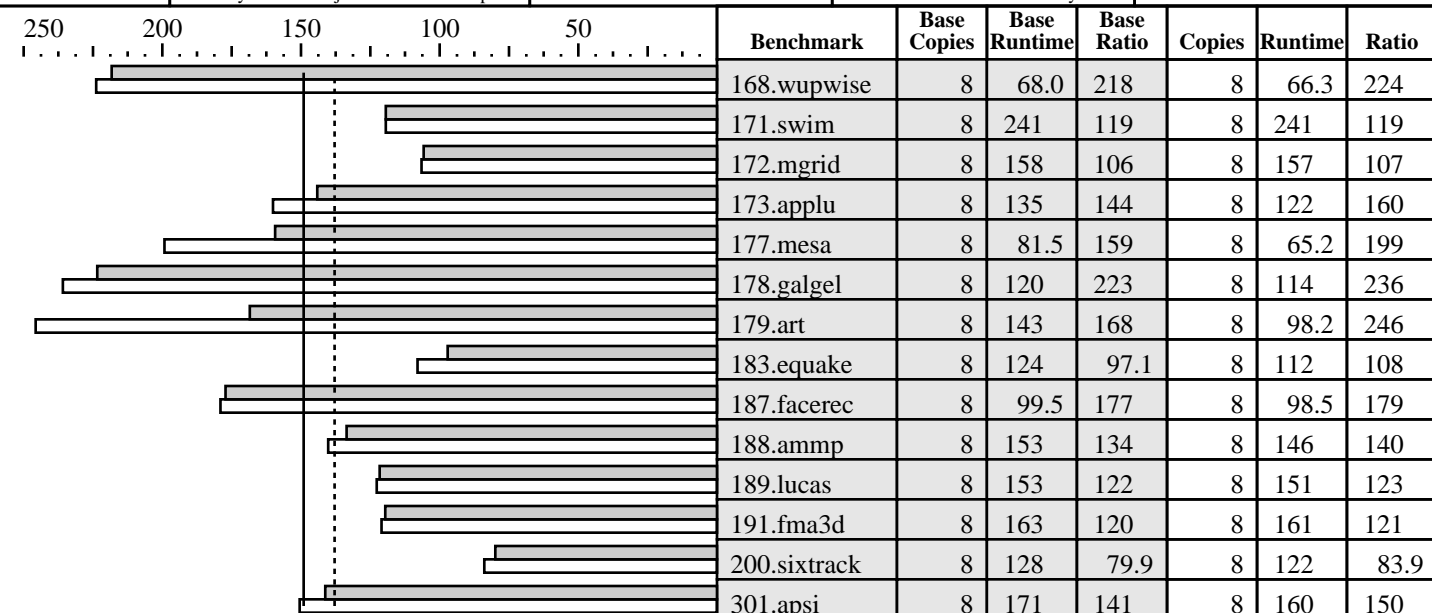 250 200 150 100 50 Benchmark Base Copies Base Runtime Base Ratio Copies Runtime Ratio
168.wupwise 8 68.0 218 8 66.3 224
171.swim 8 241 119 8 241 119
172.mgrid 8 158 106 8 157 107
173.applu 8 135 144 8 122 160
177.mesa 8 81.5 159 8 65.2 199
178.galgel 8 120 223 8 114 236
179.art 8 143 168 8 98.2 246
183.equake 8 124 97.1 8 112 108
187.facerec 8 99.5 177 8 98.5 179
188.ammp 8 153 134 8 146 140
189.lucas 8 153 122 8 151 123
191.fma3d 8 163 120 8 161 121
200.sixtrack 8 128 79.9 8 122 83.9
301.apsi 8 171 141 8 160 150